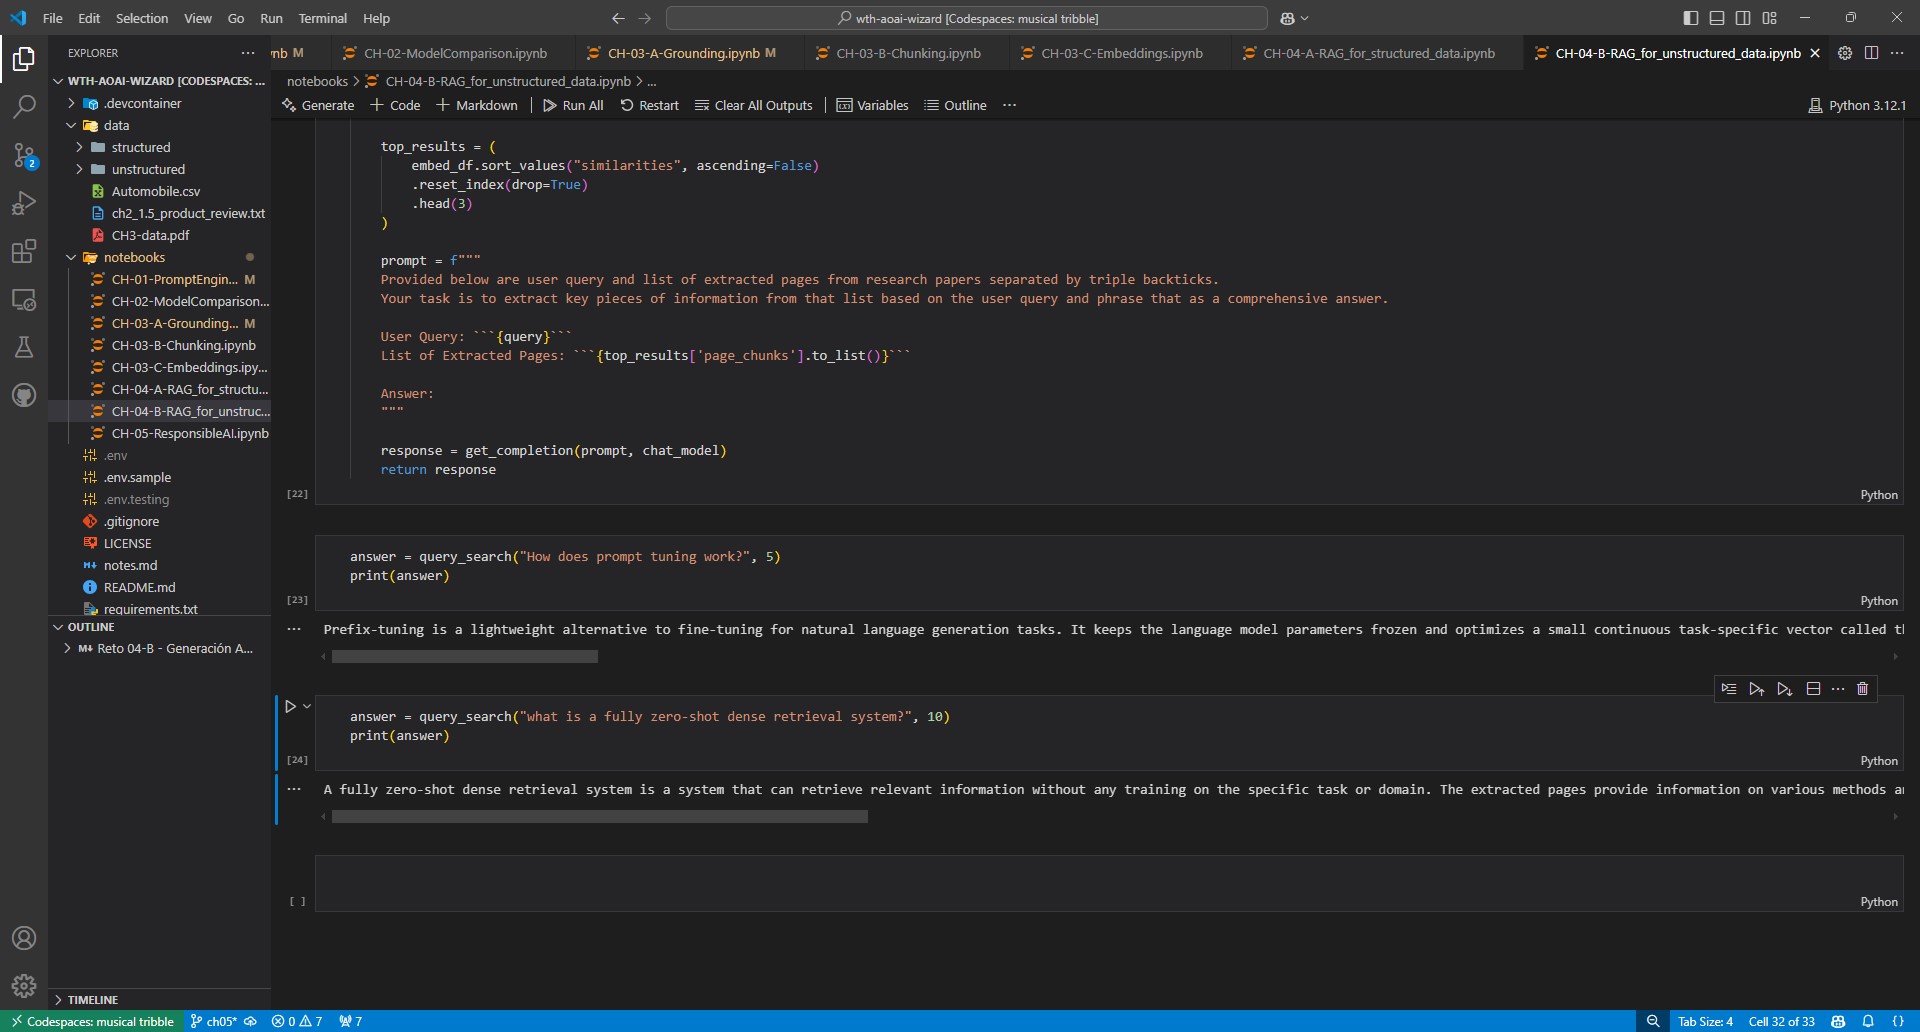 File Edit Selection View Go Run Terminal Help
wth-aoai-wizard [Codespaces: musical tribble]
EXPLORER
ynb M
CH-02-ModelComparison.ipynb
CH-03-A-Grounding.ipynb M
CH-03-B-Chunking.ipynb
CH-03-C-Embeddings.ipynb
CH-04-A-RAG_for_structured_data.ipynb
CH-04-B-RAG_for_unstructured_data.ipynb
WTH-AOAI-WIZARD [CODESPACES: ...
.devcontainer
data
structured
unstructured
Automobile.csv
ch2_1.5_product_review.txt
CH3-data.pdf
notebooks
CH-01-PromptEngin... M
CH-02-ModelComparison...
CH-03-A-Grounding... M
CH-03-B-Chunking.ipynb
CH-03-C-Embeddings.ipy...
CH-04-A-RAG_for_structu...
CH-04-B-RAG_for_unstruc...
CH-05-ResponsibleAI.ipynb
.env
.env.sample
.env.testing
.gitignore
LICENSE
notes.md
README.md
requirements.txt
OUTLINE
M↓ Reto 04-B - Generación A...
TIMELINE
2
notebooks > CH-04-B-RAG_for_unstructured_data.ipynb > ...
Generate + Code + Markdown Run All Restart Clear All Outputs Variables Outline ...
Python 3.12.1
top_results = (
embed_df.sort_values("similarities", ascending=False)
.reset_index(drop=True)
.head(3)
)
prompt = f"""
Provided below are user query and list of extracted pages from research papers separated by triple backticks.
Your task is to extract key pieces of information from that list based on the user query and phrase that as a comprehensive answer.
User Query: ```{query}```
List of Extracted Pages: ```{top_results['page_chunks'].to_list()}```
Answer:
"""
response = get_completion(prompt, chat_model)
return response
[22]
Python
answer = query_search("How does prompt tuning work?", 5)
print(answer)
[23]
Python
Prefix-tuning is a lightweight alternative to fine-tuning for natural language generation tasks. It keeps the language model parameters frozen and optimizes a small continuous task-specific vector called t
answer = query_search("what is a fully zero-shot dense retrieval system?", 10)
print(answer)
[24]
Python
A fully zero-shot dense retrieval system is a system that can retrieve relevant information without any training on the specific task or domain. The extracted pages provide information on various methods a
[ ]
Python
Codespaces: musical tribble ch05* 0 7 7
Tab Size: 4 Cell 32 of 33 {}